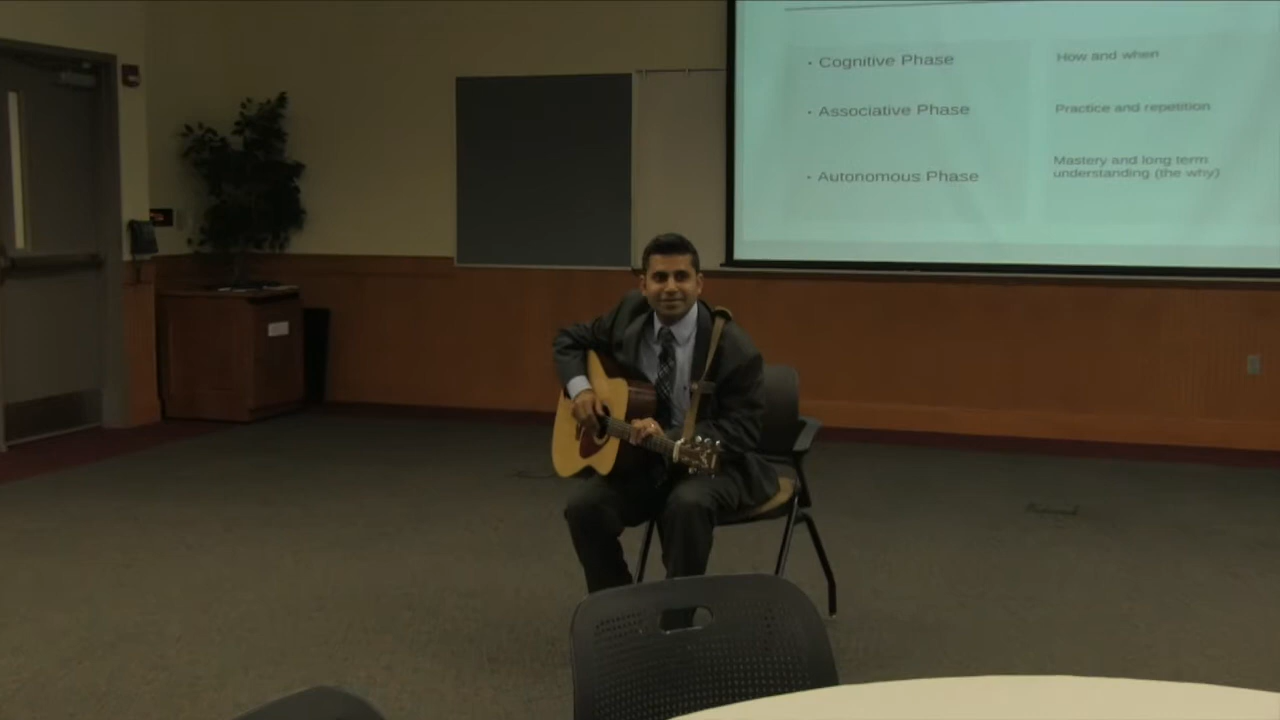 · Cognitive Phase
How and when
· Associative Phase
Practice and repetition
· Autonomous Phase
Mastery and long term
understanding (the why)